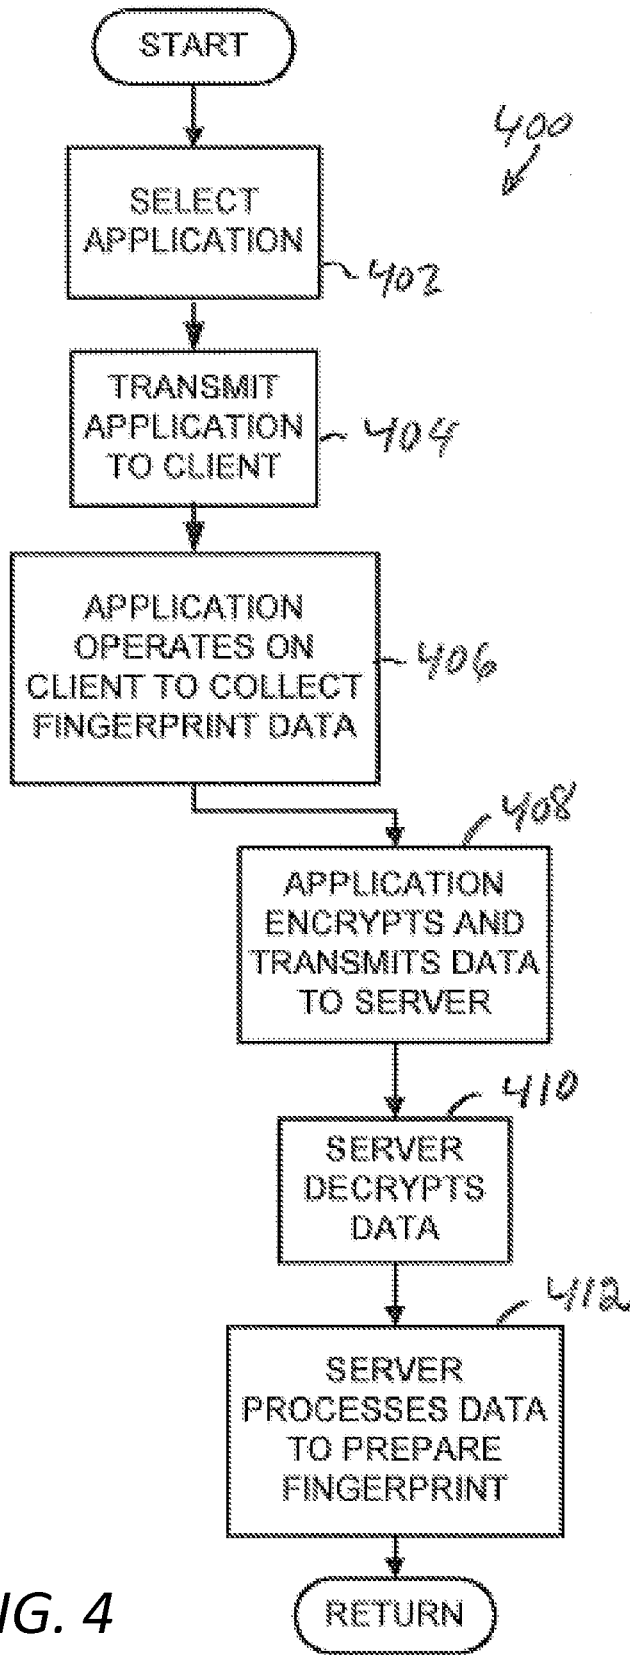 START
400
SELECT
APPLICATION
402
TRANSMIT
APPLICATION
TO CLIENT
404
APPLICATION
OPERATES ON
CLIENT TO COLLECT
FINGERPRINT DATA
406
408
APPLICATION
ENCRYPTS AND
TRANSMITS DATA
TO SERVER
410
SERVER
DECRYPTS
DATA
412
SERVER
PROCESSES DATA
TO PREPARE
FINGERPRINT
RETURN
IG. 4